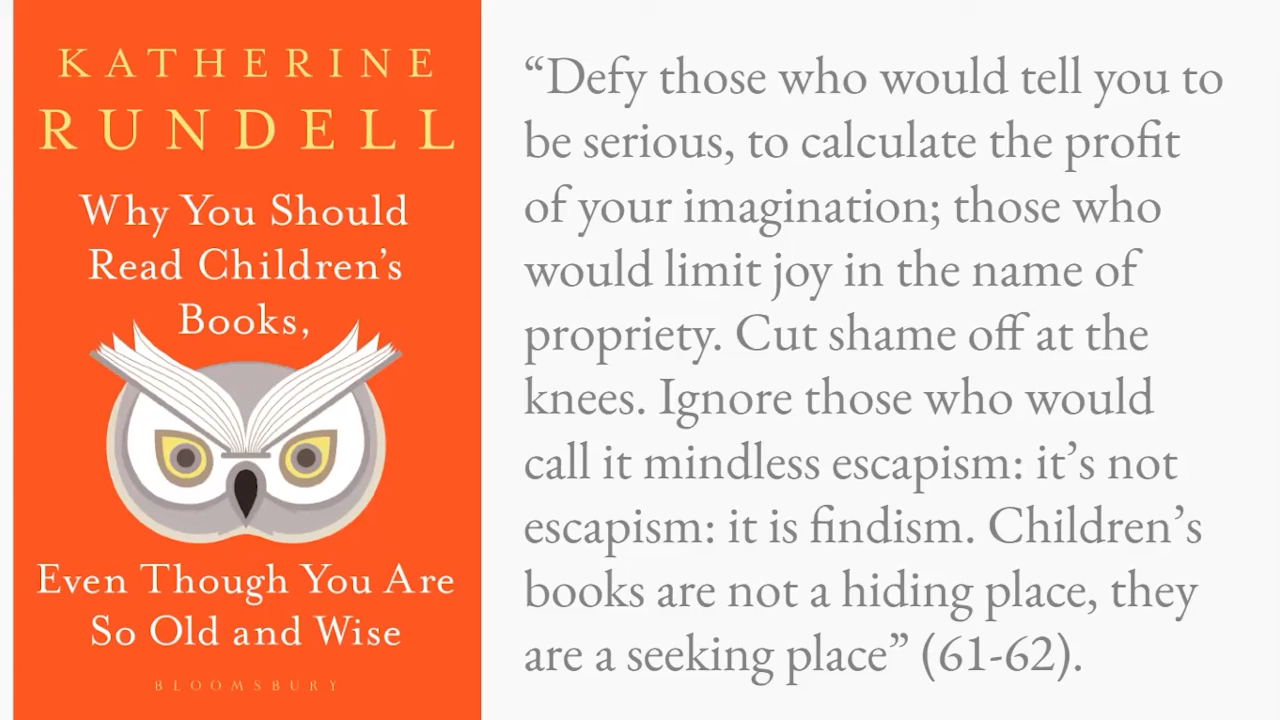 KATHERINE
RUNDELL
Why You Should
Read Children’s
Books,
Even Though You Are
So Old and Wise
BLOOMSBURY
“Defy those who would tell you to
be serious, to calculate the profit
of your imagination; those who
would limit joy in the name of
propriety. Cut shame off at the
knees. Ignore those who would
call it mindless escapism: it’s not
escapism: it is findism. Children’s
books are not a hiding place, they
are a seeking place” (61-62).